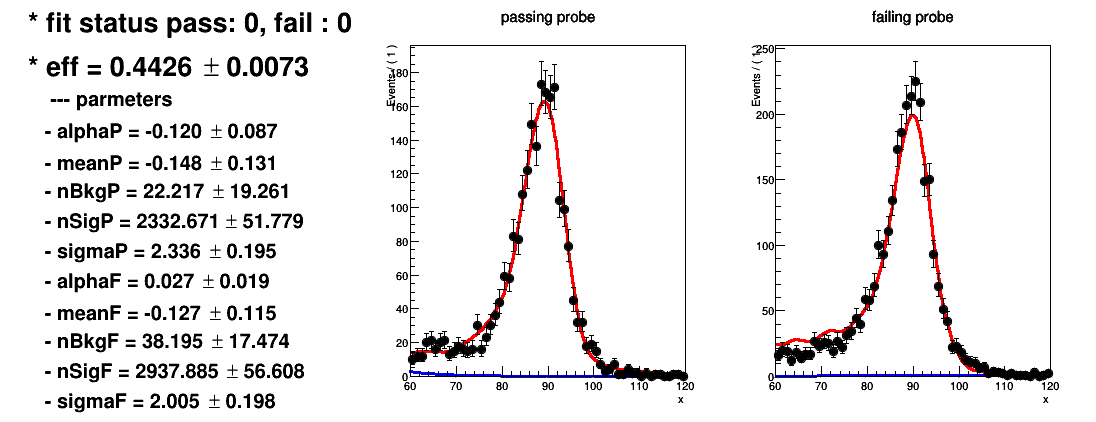 * fit status pass: 0, fail : 0
* eff = 0.4426 ± 0.0073
--- parmeters
- alphaP = -0.120 ± 0.087
- meanP = -0.148 ± 0.131
- nBkgP = 22.217 ± 19.261
- nSigP = 2332.671 ± 51.779
- sigmaP = 2.336 ± 0.195
- alphaF = 0.027 ± 0.019
- meanF = -0.127 ± 0.115
- nBkgF = 38.195 ± 17.474
- nSigF = 2937.885 ± 56.608
- sigmaF = 2.005 ± 0.198
passing probe
Events / ( 1 )
180
160
140
120
100
80
60
40
20
0
60 70 80 90 100 110 120
x
failing probe
Events / ( 1 )
250
200
150
100
50
0
60 70 80 90 100 110 120
x